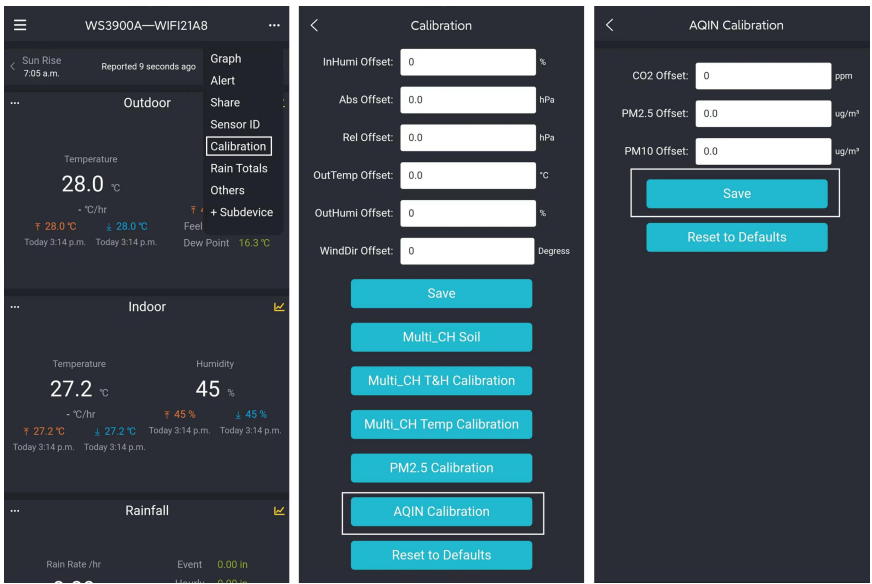 WS3900A—WIFI21A8
Sun Rise
7:05 a.m.
Reported 9 seconds ago
Graph
Alert
Share
Sensor ID
Calibration
Rain Totals
Others
+ Subdevice
Outdoor
Temperature
28.0 ℃
- ℃/hr
28.0 ℃ 28.0 ℃
Feel
Today 3:14 p.m. Today 3:14 p.m.
Dew Point 16.3 ℃
Indoor
Temperature Humidity
27.2 ℃ 45 %
- ℃/hr 45 % 45 %
27.2 ℃ 27.2 ℃ Today 3:14 p.m. Today 3:14 p.m.
Today 3:14 p.m. Today 3:14 p.m.
Rainfall
Rain Rate /hr Event 0.00 in
Calibration
InHumi Offset: 0 %
Abs Offset: 0.0 hPa
Rel Offset: 0.0 hPa
OutTemp Offset: 0.0 °C
OutHumi Offset: 0 %
WindDir Offset: 0 Degress
Save
Multi_CH Soil
Multi_CH T&H Calibration
Multi_CH Temp Calibration
PM2.5 Calibration
AQIN Calibration
Reset to Defaults
AQIN Calibration
CO2 Offset: 0 ppm
PM2.5 Offset: 0.0 ug/m³
PM10 Offset: 0.0 ug/m³
Save
Reset to Defaults